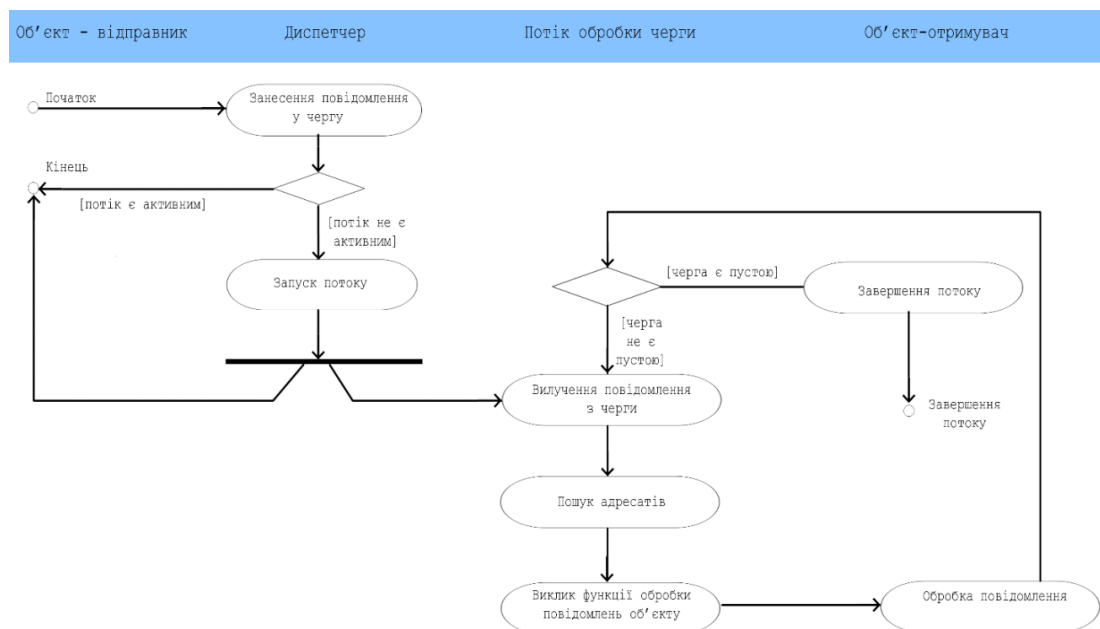 Об'єкт - відправник
Диспетчер
Потік обробки черги
Об'єкт-отримувач
Початок
Занесення повідомлення
у чергу
Кінець
[потік є активним]
[потік не є
активним]
Запуск потоку
[черга є пустою]
Завершення потоку
[черга
не є
пустою]
Вилучення повідомлення
з черги
Завершення
потоку
Пошук адресатів
Виклик функції обробки
повідомлень об'єкту
Обробка повідомлення